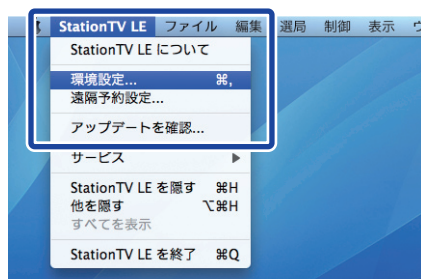 StationTV LE ファイル 編集 選局 制御 表示
StationTV LE について
環境設定... ⌘,
遠隔予約設定...
アップデートを確認...
サービス ▶
StationTV LE を隠す ⌘H
他を隠す ⌥⌘H
すべてを表示
StationTV LE を終了 ⌘Q